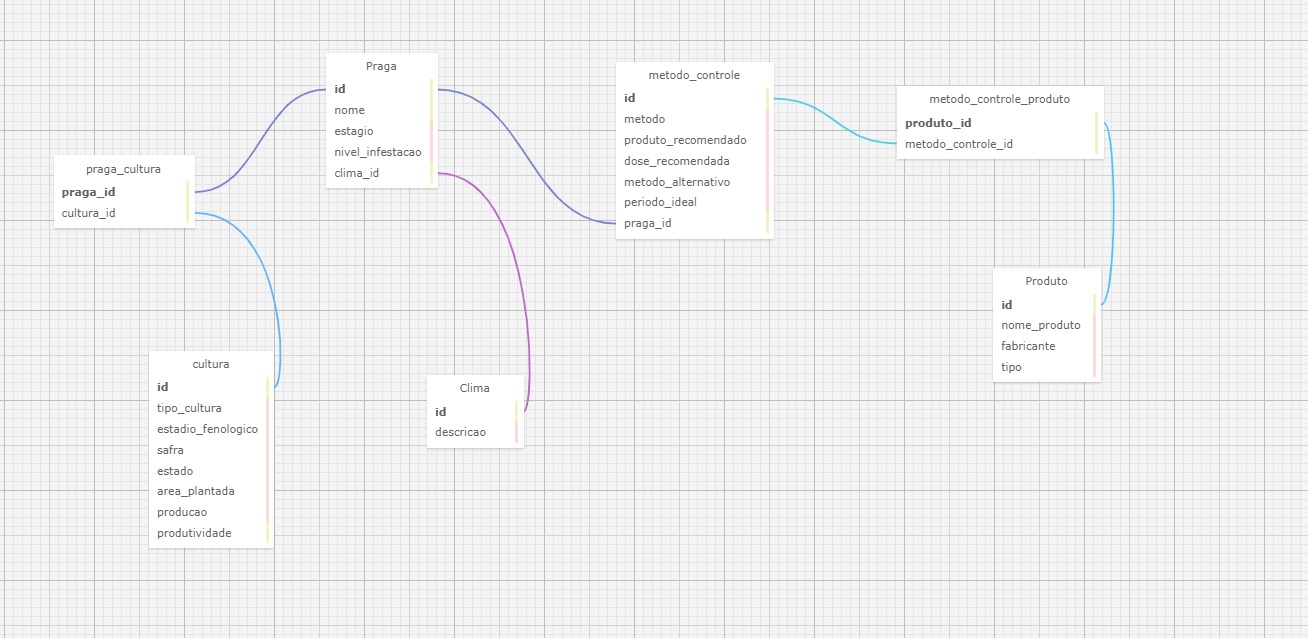 praga_cultura
praga_id
cultura_id
Praga
id
nome
estagio
nivel_infestacao
clima_id
metodo_controle
id
metodo
produto_recomendado
dose_recomendada
metodo_alternativo
periodo_ideal
praga_id
metodo_controle_produto
produto_id
metodo_controle_id
cultura
id
tipo_cultura
estadio_fenologico
safra
estado
area_plantada
producao
produtividade
Clima
id
descricao
Produto
id
nome_produto
fabricante
tipo